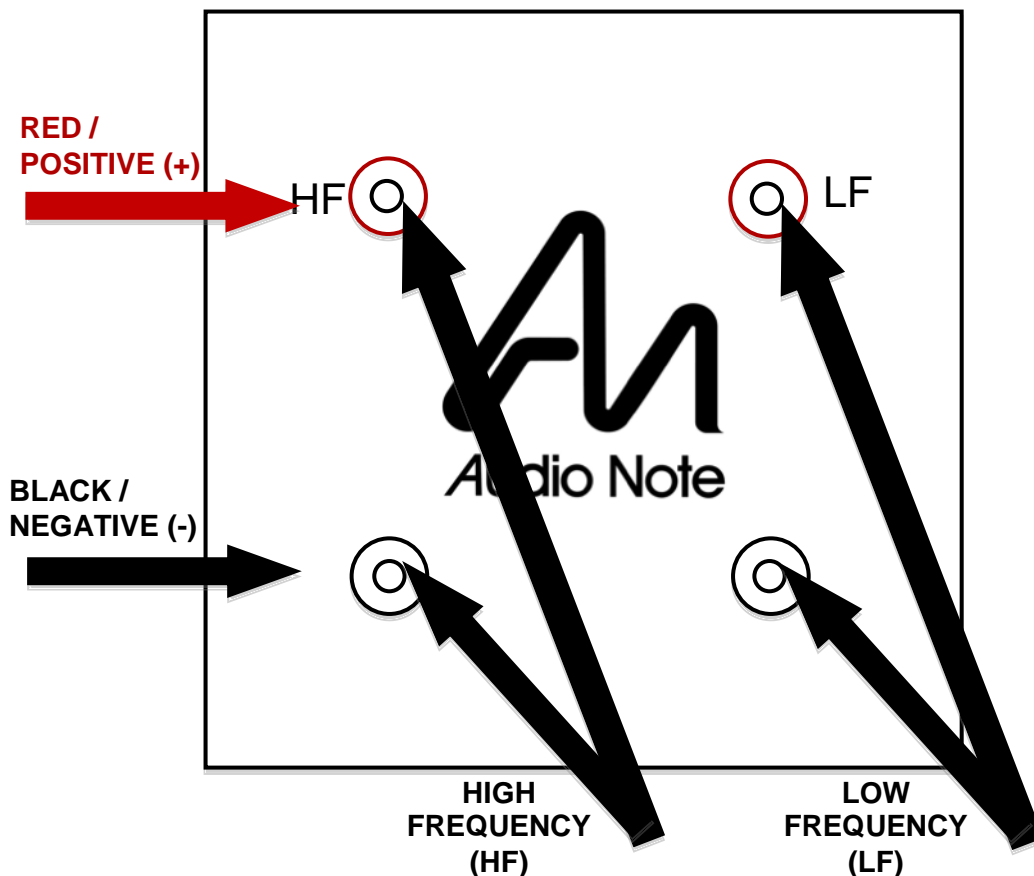 RED /
POSITIVE (+)
HF
LF
Audio Note
BLACK /
NEGATIVE (-)
HIGH
FREQUENCY
(HF)
LOW
FREQUENCY
(LF)